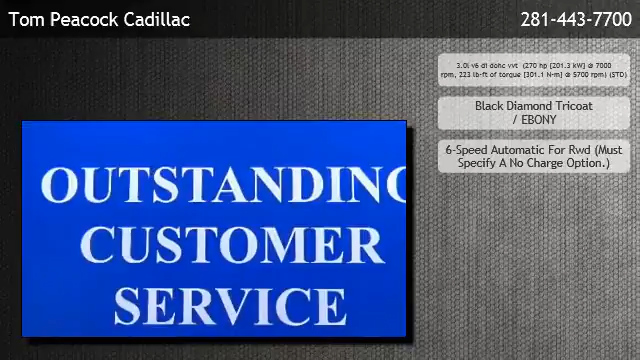 Tom Peacock Cadillac
281-443-7700
3.0l v6 di dohc vvt (270 hp [201.3 kW] @ 7000
rpm, 223 lb-ft of torque [301.1 N-m] @ 5700 rpm) (STD)
Black Diamond Tricoat
/ EBONY
6-Speed Automatic For Rwd (Must
Specify A No Charge Option.)
OUTSTANDING
CUSTOMER
SERVICE